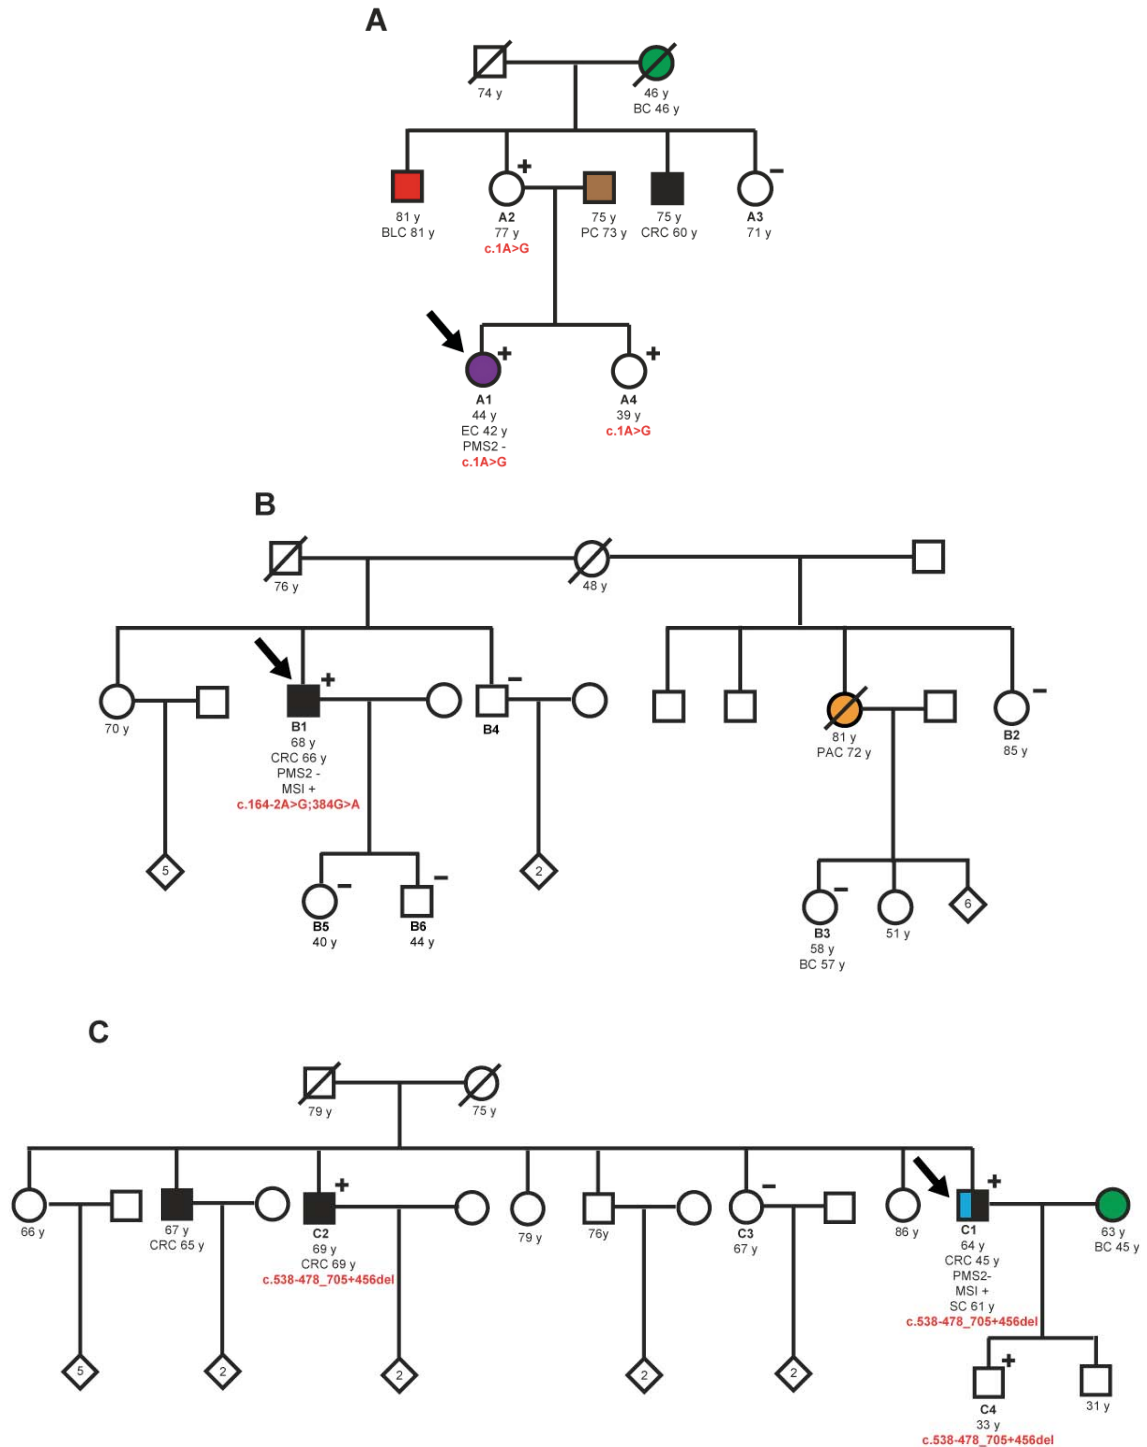 A
74 y
46 y
BC 46 y
+
−
81 y
BLC 81 y
A2
77 y
c.1A>G
75 y
PC 73 y
75 y
CRC 60 y
A3
71 y
+
+
A1
44 y
EC 42 y
PMS2 -
c.1A>G
A4
39 y
c.1A>G
B
76 y
48 y
+
−
−
70 y
B1
68 y
CRC 66 y
PMS2 -
MSI +
c.164-2A>G;384G>A
B4
81 y
PAC 72 y
B2
85 y
5
2
6
−
−
−
B5
40 y
B6
44 y
B3
58 y
BC 57 y
51 y
C
79 y
75 y
+
−
+
66 y
67 y
CRC 65 y
C2
69 y
CRC 69 y
c.538-478_705+456del
79 y
76y
C3
67 y
86 y
C1
64 y
CRC 45 y
PMS2-
MSI +
SC 61 y
c.538-478_705+456del
63 y
BC 45 y
5
2
2
2
2
+
C4
33 y
c.538-478_705+456del
31 y